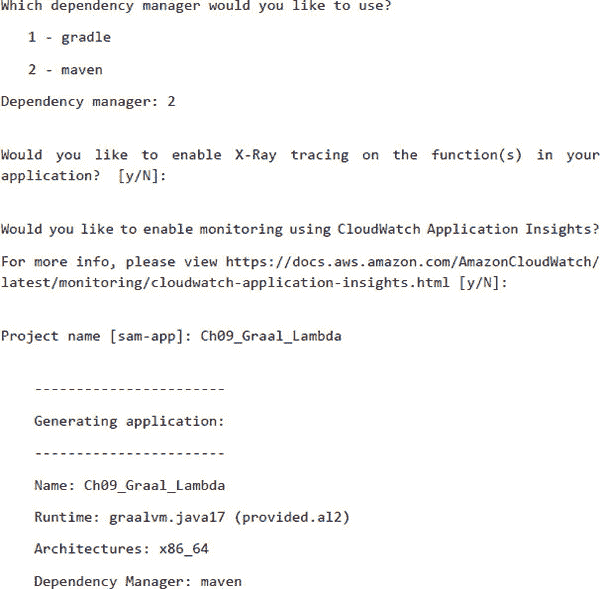 Which dependency manager would you like to use?
1 - gradle
2 - maven
Dependency manager: 2
Would you like to enable X-Ray tracing on the function(s) in your
application? [y/N]:
Would you like to enable monitoring using CloudWatch Application Insights?
For more info, please view https://docs.aws.amazon.com/AmazonCloudWatch/
latest/monitoring/cloudwatch-application-insights.html [y/N]:
Project name [sam-app]: Ch09_Graal_Lambda
-----------------------
Generating application:
-----------------------
Name: Ch09_Graal_Lambda
Runtime: graalvm.java17 (provided.al2)
Architectures: x86_64
Dependency Manager: maven